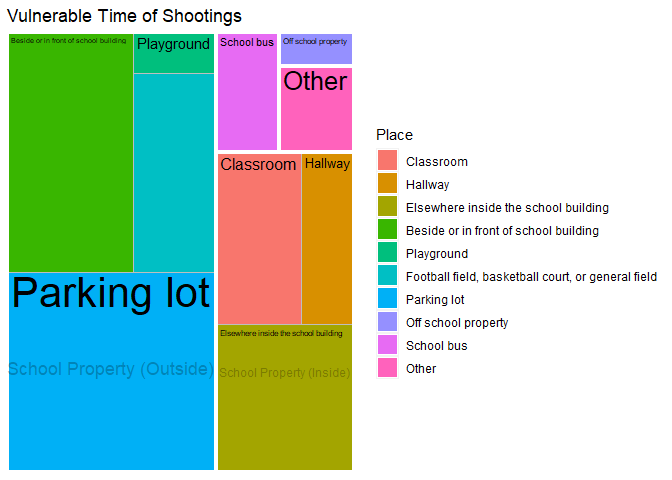 Vulnerable Time of Shootings
Beside or in front of school building
Playground
School bus
Off school property
Other
Classroom
Hallway
Parking lot
School Property (Outside)
Elsewhere inside the school building
School Property (Inside)
Place
Classroom
Hallway
Elsewhere inside the school building
Beside or in front of school building
Playground
Football field, basketball court, or general field
Parking lot
Off school property
School bus
Other